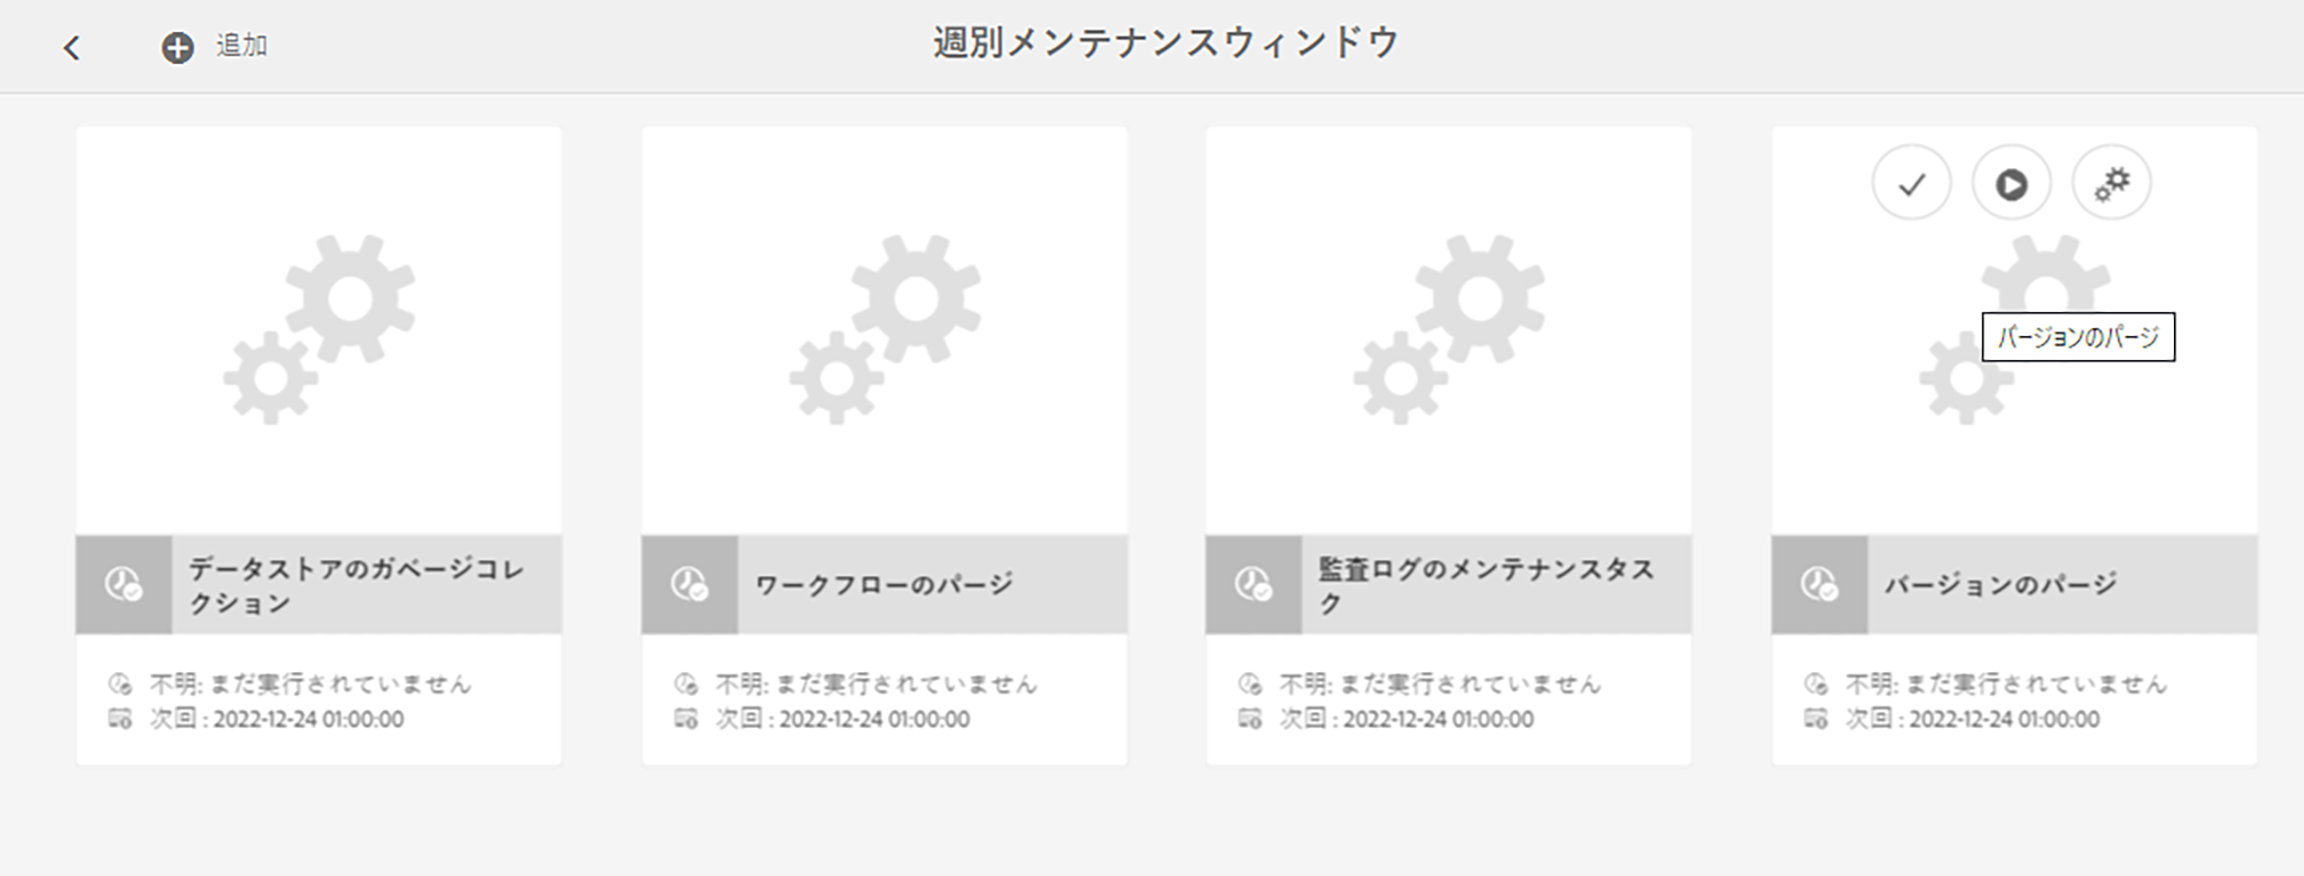 追加
週別メンテナンスウィンドウ
バージョンのパージ
データストアのガベージコレ
クション
不明: まだ実行されていません
次回 : 2022-12-24 01:00:00
ワークフローのパージ
不明: まだ実行されていません
次回 : 2022-12-24 01:00:00
監査ログのメンテナンスタス
ク
不明: まだ実行されていません
次回 : 2022-12-24 01:00:00
バージョンのパージ
不明: まだ実行されていません
次回 : 2022-12-24 01:00:00